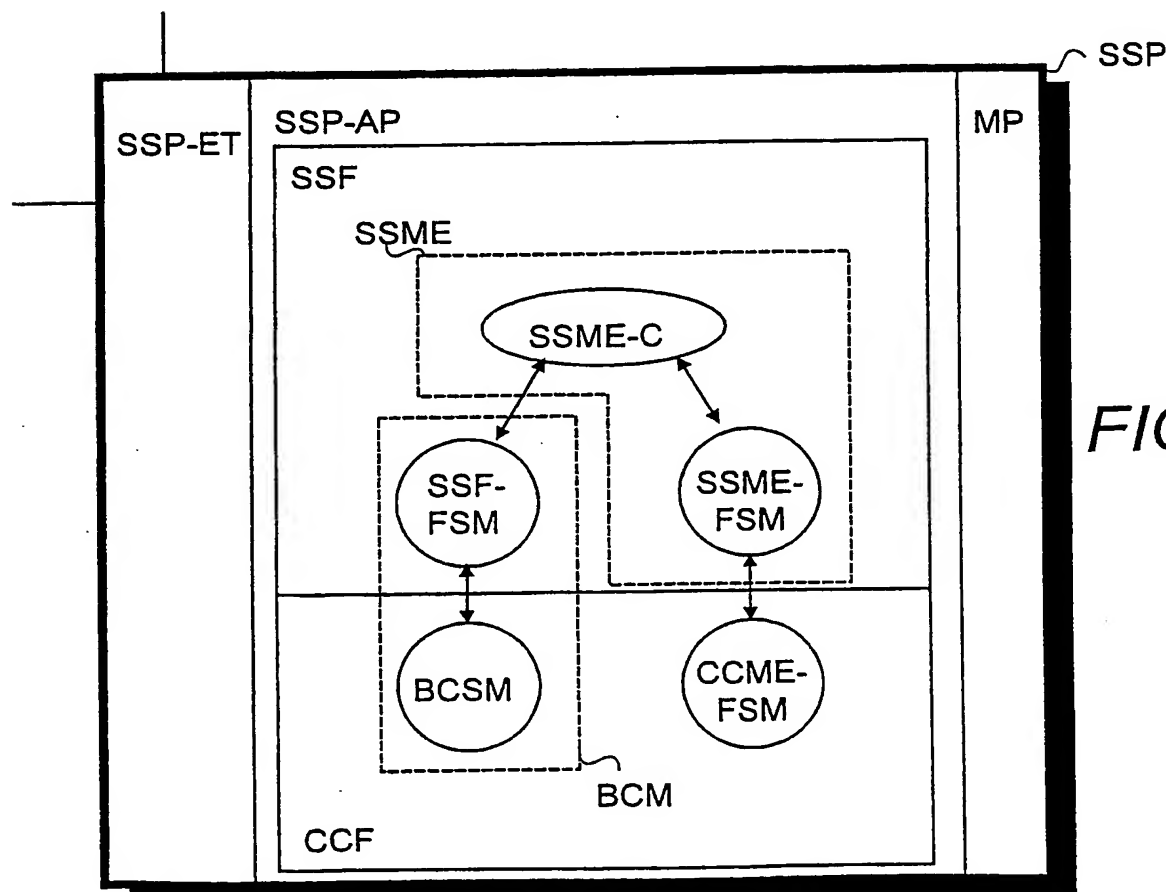 SSP
SSP-ET
SSP-AP
MP
SSF
SSME
SSME-C
SSF-
FSM
SSME-
FSM
BCSM
CCME-
FSM
BCM
CCF